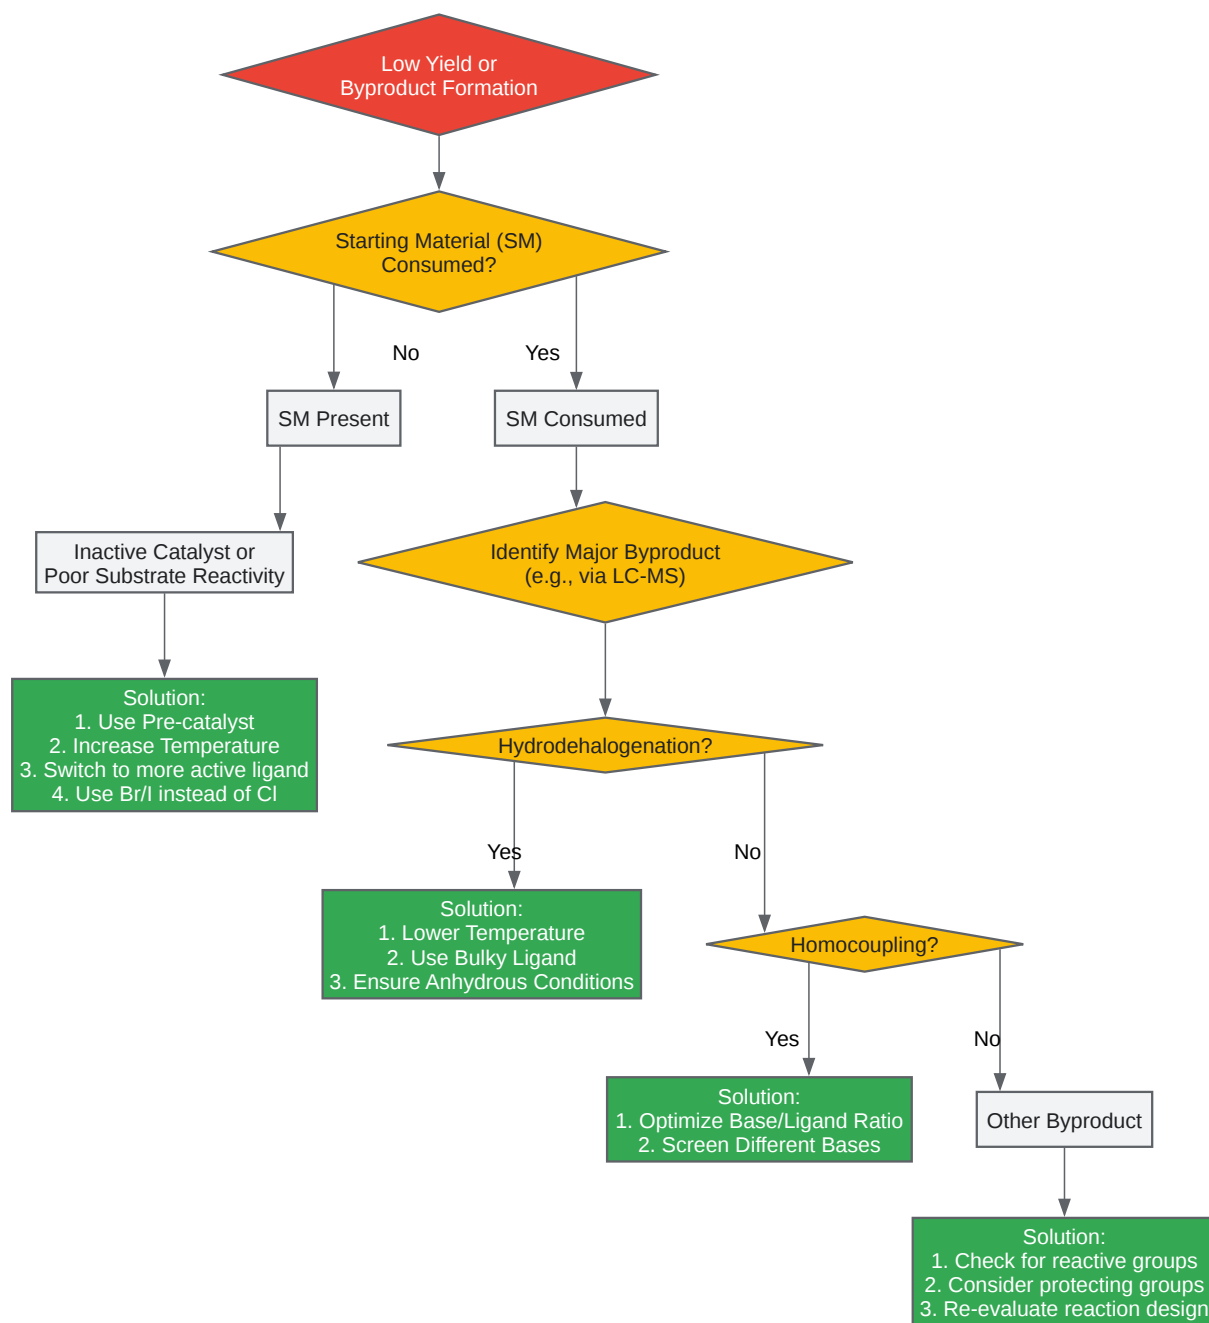 Low Yield or
Byproduct Formation
Starting Material (SM)
Consumed?
No
Yes
SM Present
SM Consumed
Inactive Catalyst or
Poor Substrate Reactivity
Identify Major Byproduct
(e.g., via LC-MS)
Solution:
1. Use Pre-catalyst
2. Increase Temperature
3. Switch to more active ligand
4. Use Br/I instead of Cl
Hydrodehalogenation?
Yes
No
Solution:
1. Lower Temperature
2. Use Bulky Ligand
3. Ensure Anhydrous Conditions
Homocoupling?
Yes
No
Solution:
1. Optimize Base/Ligand Ratio
2. Screen Different Bases
Other Byproduct
Solution:
1. Check for reactive groups
2. Consider protecting groups
3. Re-evaluate reaction design